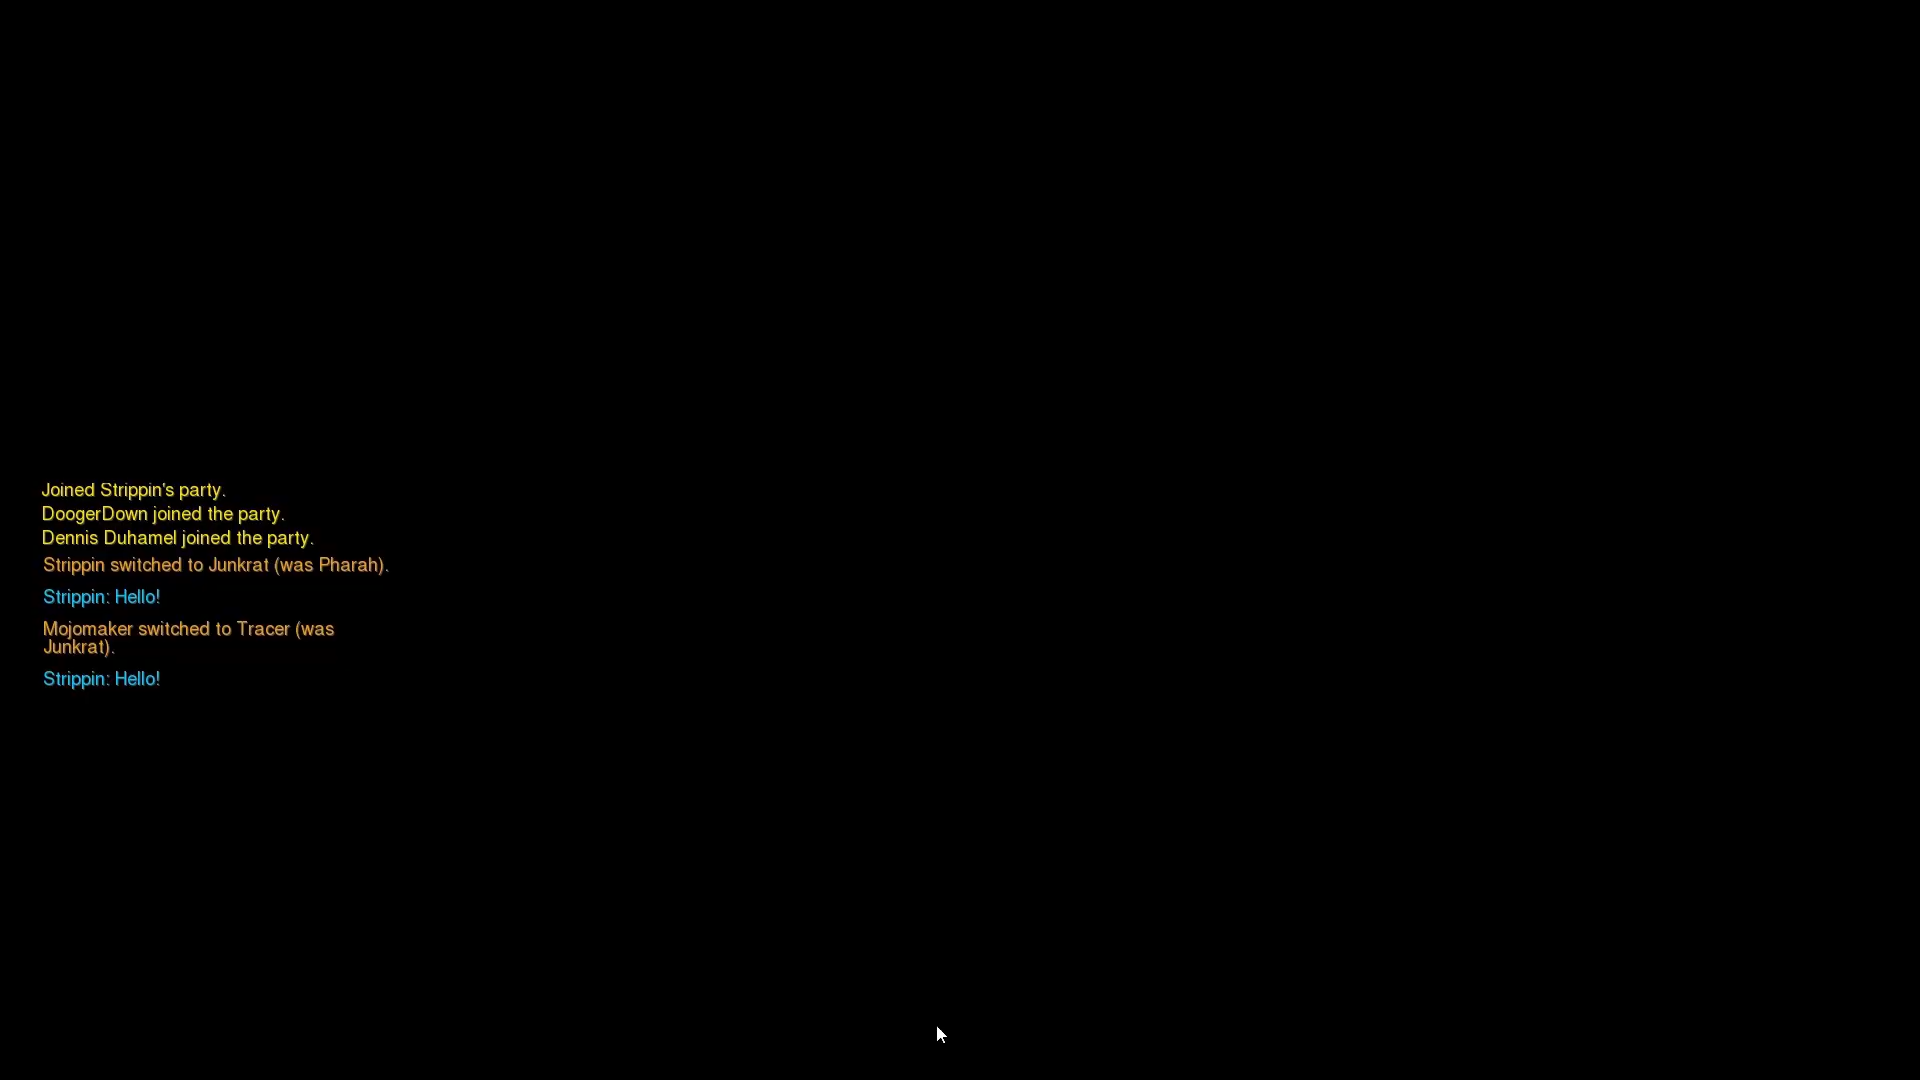 Joined Strippin's party.
DoogerDown joined the party.
Dennis Duhamel joined the party.
Strippin switched to Junkrat (was Pharah).
Strippin: Hello!
Mojomaker switched to Tracer (was
Junkrat).
Strippin: Hello!